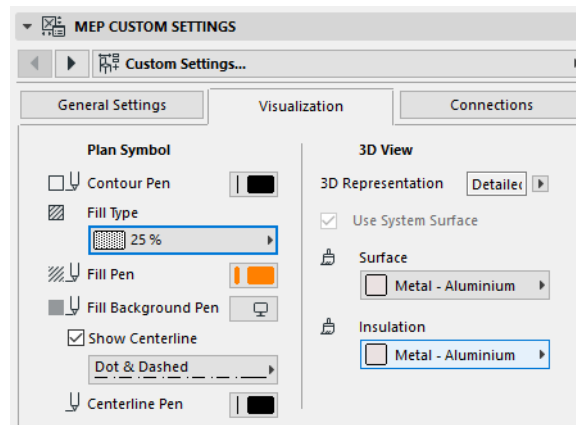 MEP CUSTOM SETTINGS
Custom Settings...
General Settings
Visualization
Connections
Plan Symbol
Contour Pen
Fill Type
25 %
Fill Pen
Fill Background Pen
Show Centerline
Dot & Dashed
Centerline Pen
3D View
3D Representation
Use System Surface
Surface
Metal - Aluminium
Insulation
Metal - Aluminium